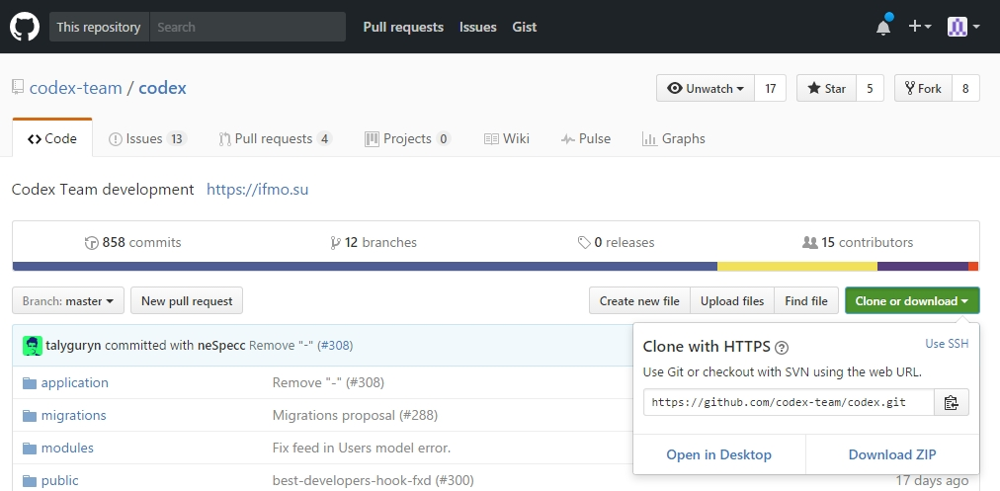 This repository Search Pull requests Issues Gist
codex-team / codex Unwatch 17 Star 5 Fork 8
Code Issues 13 Pull requests 4 Projects 0 Wiki Pulse Graphs
Codex Team development https://ifmo.su
858 commits 12 branches 0 releases 15 contributors
Branch: master New pull request Create new file Upload files Find file Clone or download
talyguryn committed with neSpecc Remove "-" (#308)
Clone with HTTPS ? Use SSH
Use Git or checkout with SVN using the web URL.
https://github.com/codex-team/codex.git
Open in Desktop Download ZIP
application Remove "-" (#308)
migrations Migrations proposal (#288)
modules Fix feed in Users model error.
public best-developers-hook-fxd (#300) 17 days ago